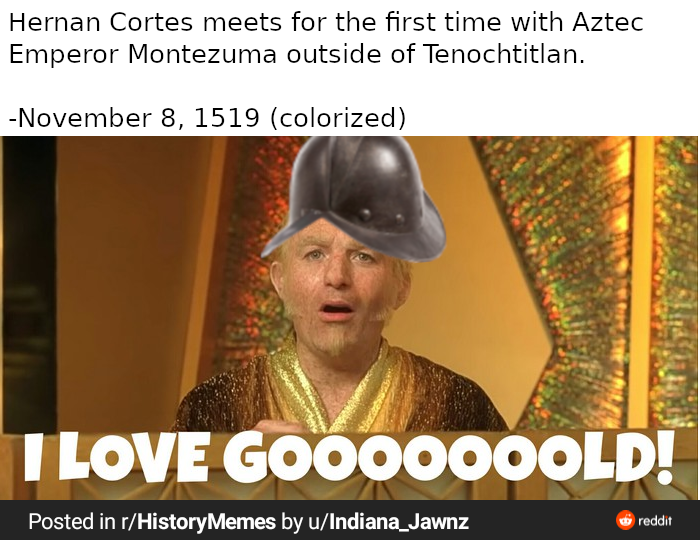 Hernan Cortes meets for the first time with Aztec
Emperor Montezuma outside of Tenochtitlan.
-November 8, 1519 (colorized)
I LOVE GOOOOOOOLD!
Posted in r/HistoryMemes by u/Indiana_Jawnz
reddit